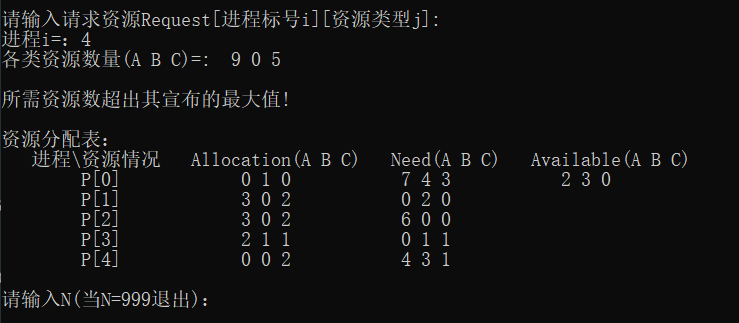 请输入请求资源Request[进程标号i][资源类型j]:
进程i=: 4
各类资源数量(A B C)=:  9 0 5
所需资源数超出其宣布的最大值!
资源分配表:
进程\资源情况   Allocation(A B C)   Need(A B C)   Available(A B C)
P[0]   0 1 0   7 4 3   2 3 0
P[1]   3 0 2   0 2 0
P[2]   3 0 2   6 0 0
P[3]   2 1 1   0 1 1
P[4]   0 0 2   4 3 1
请输入N(当N=999退出):